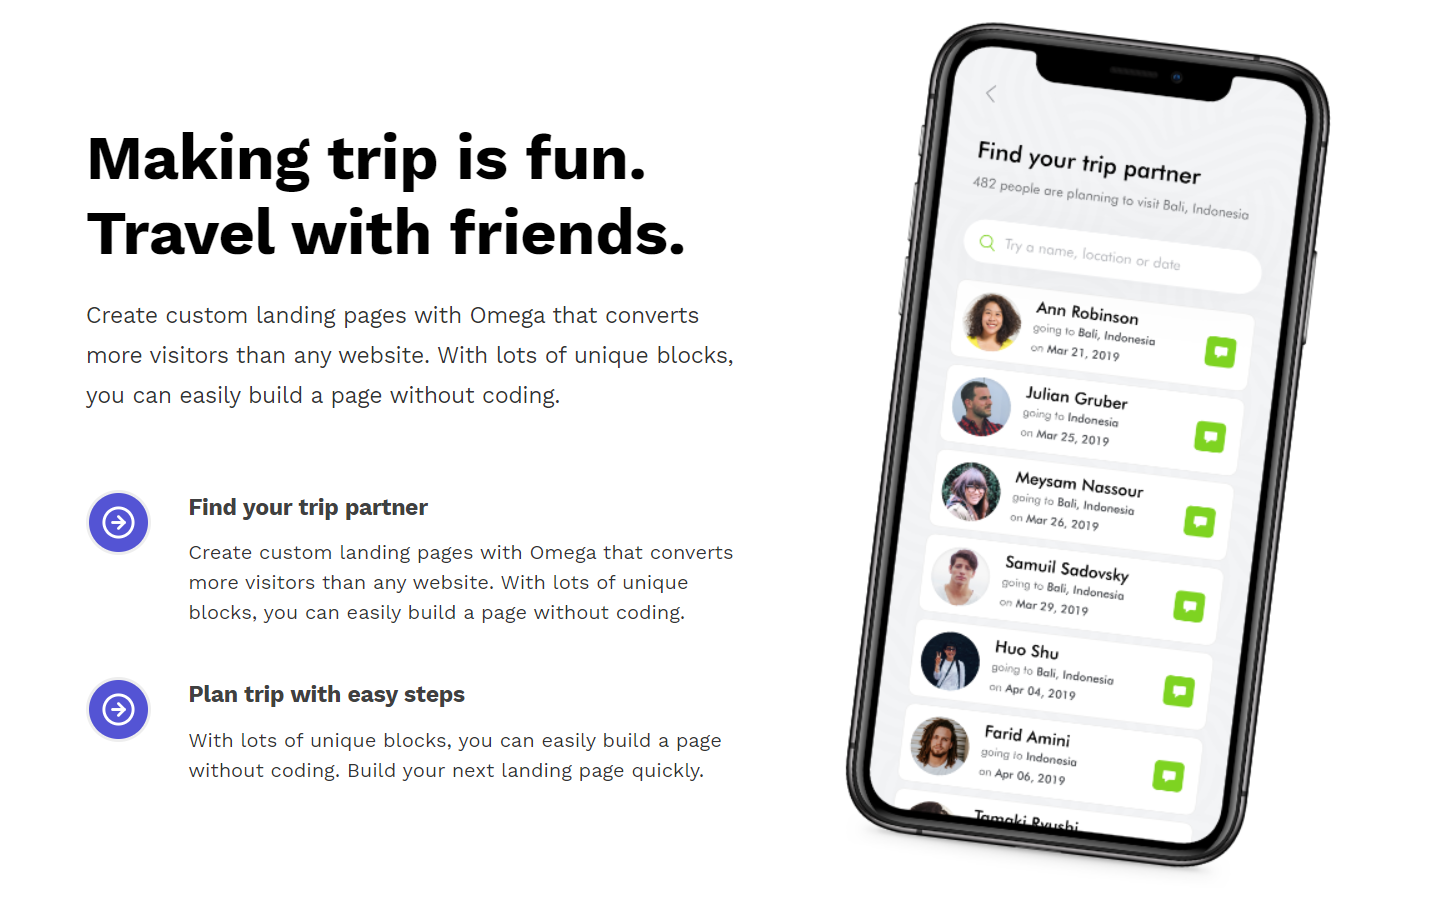 Making trip is fun.
Travel with friends.
Create custom landing pages with Omega that converts
more visitors than any website. With lots of unique blocks,
you can easily build a page without coding.
Find your trip partner
Create custom landing pages with Omega that converts
more visitors than any website. With lots of unique
blocks, you can easily build a page without coding.
Plan trip with easy steps
With lots of unique blocks, you can easily build a page
without coding. Build your next landing page quickly.
Find your trip partner
482 people are planning to visit Bali, Indonesia
Try a name, location or date
Ann Robinson
going to Bali, Indonesia
on Mar 21, 2019
Julian Gruber
going to Indonesia
on Mar 25, 2019
Meysam Nassour
going to Bali, Indonesia
on Mar 26, 2019
Samuil Sadovsky
going to Bali, Indonesia
on Mar 29, 2019
Huo Shu
going to Bali, Indonesia
on Apr 04, 2019
Farid Amini
going to Indonesia
on Apr 06, 2019
Tamaki Ryushi